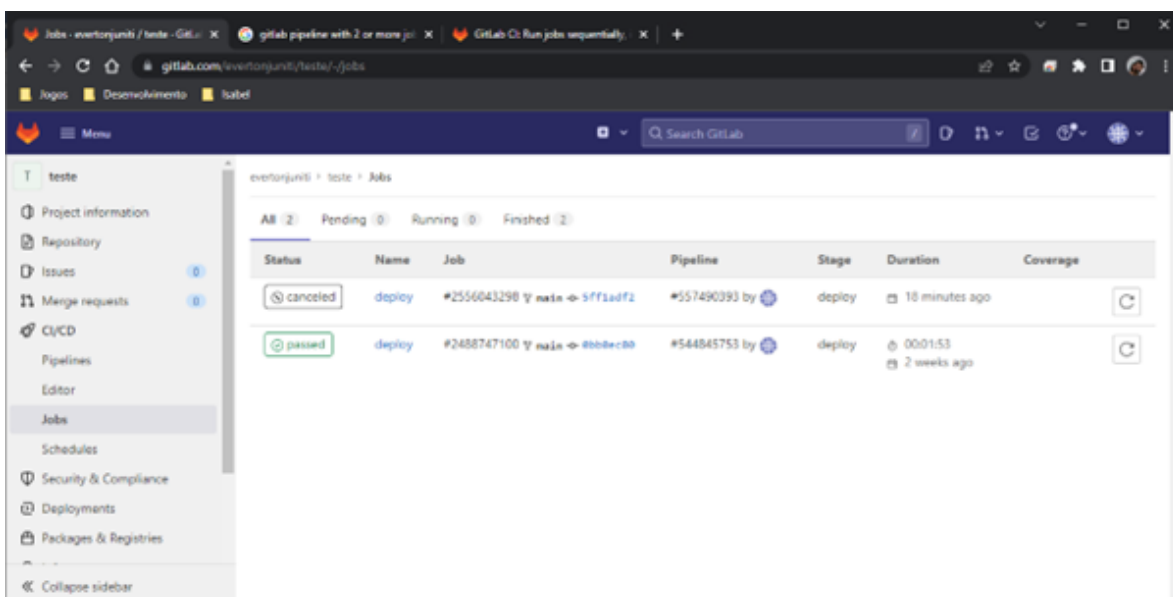 Jobs · evertonjuniti / teste · GitL
gitlab pipeline with 2 or more jo
GitLab CI: Run jobs sequentially,
gitlab.com/evertonjuniti/teste/-/jobs
Jogos Desenvolvimento Isabel
Menu
Search GitLab /
T teste
Project information
Repository
Issues 0
Merge requests 0
CI/CD
Pipelines
Editor
Jobs
Schedules
Security & Compliance
Deployments
Packages & Registries
Collapse sidebar
evertonjuniti › teste › Jobs
All 2 Pending 0 Running 0 Finished 2
Status Name Job Pipeline Stage Duration Coverage
canceled deploy #2556043298 main 5ff1adf2 #557490393 by deploy 18 minutes ago
passed deploy #2488747100 main #544845753 by deploy 00:01:53
2 weeks ago